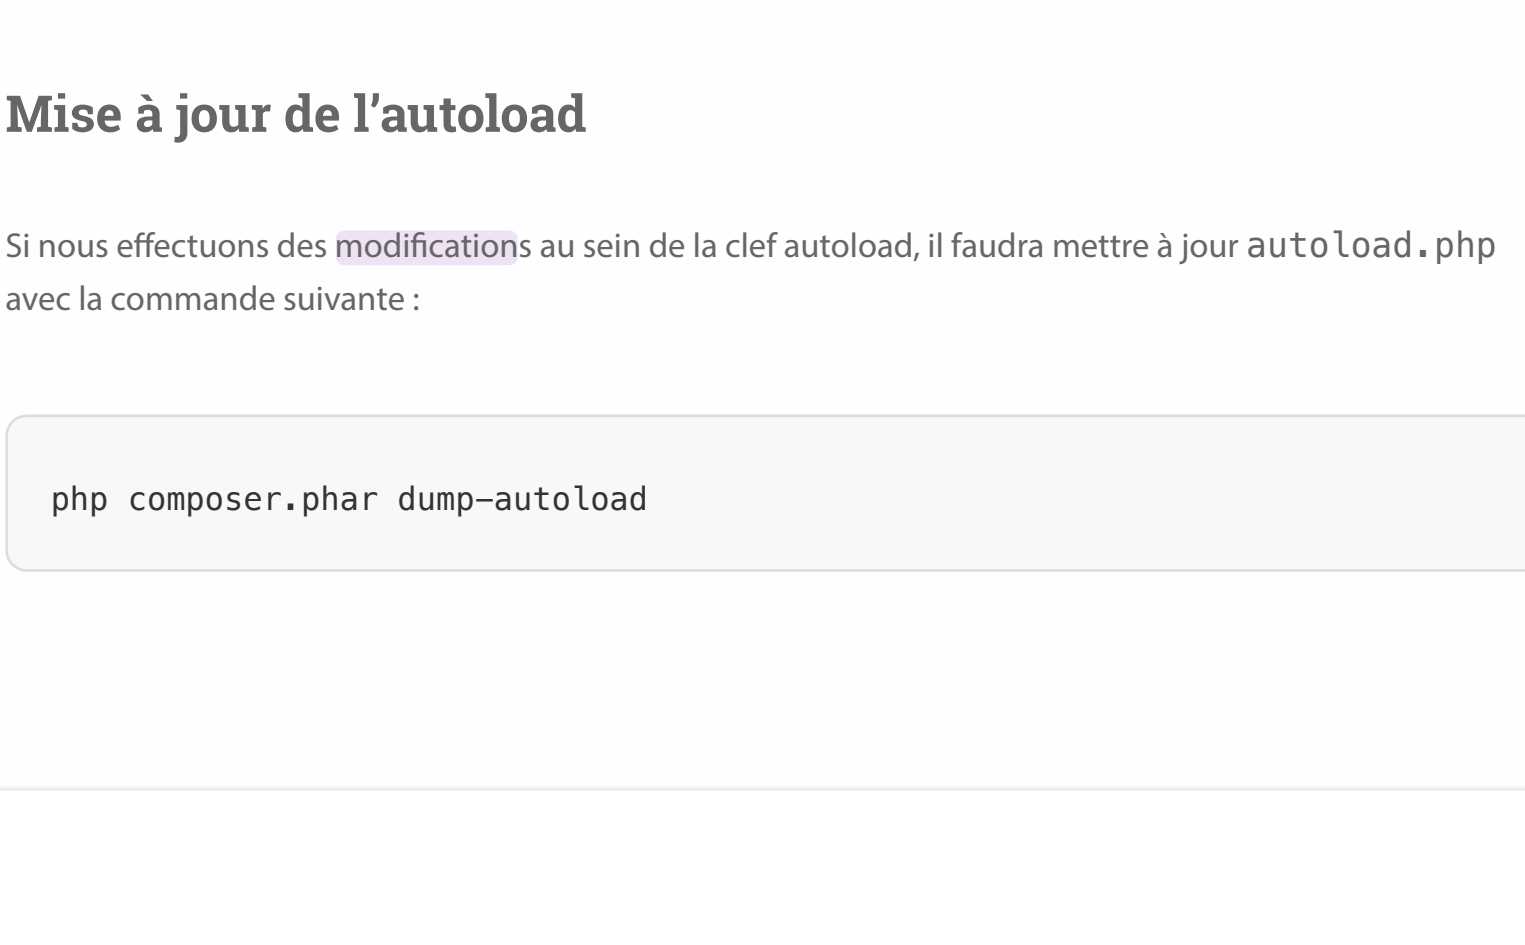 Mise à jour de l’autoload
Si nous effectuons des modifications au sein de la clef autoload, il faudra mettre à jour autoload.php
avec la commande suivante :
php composer.phar dump-autoload